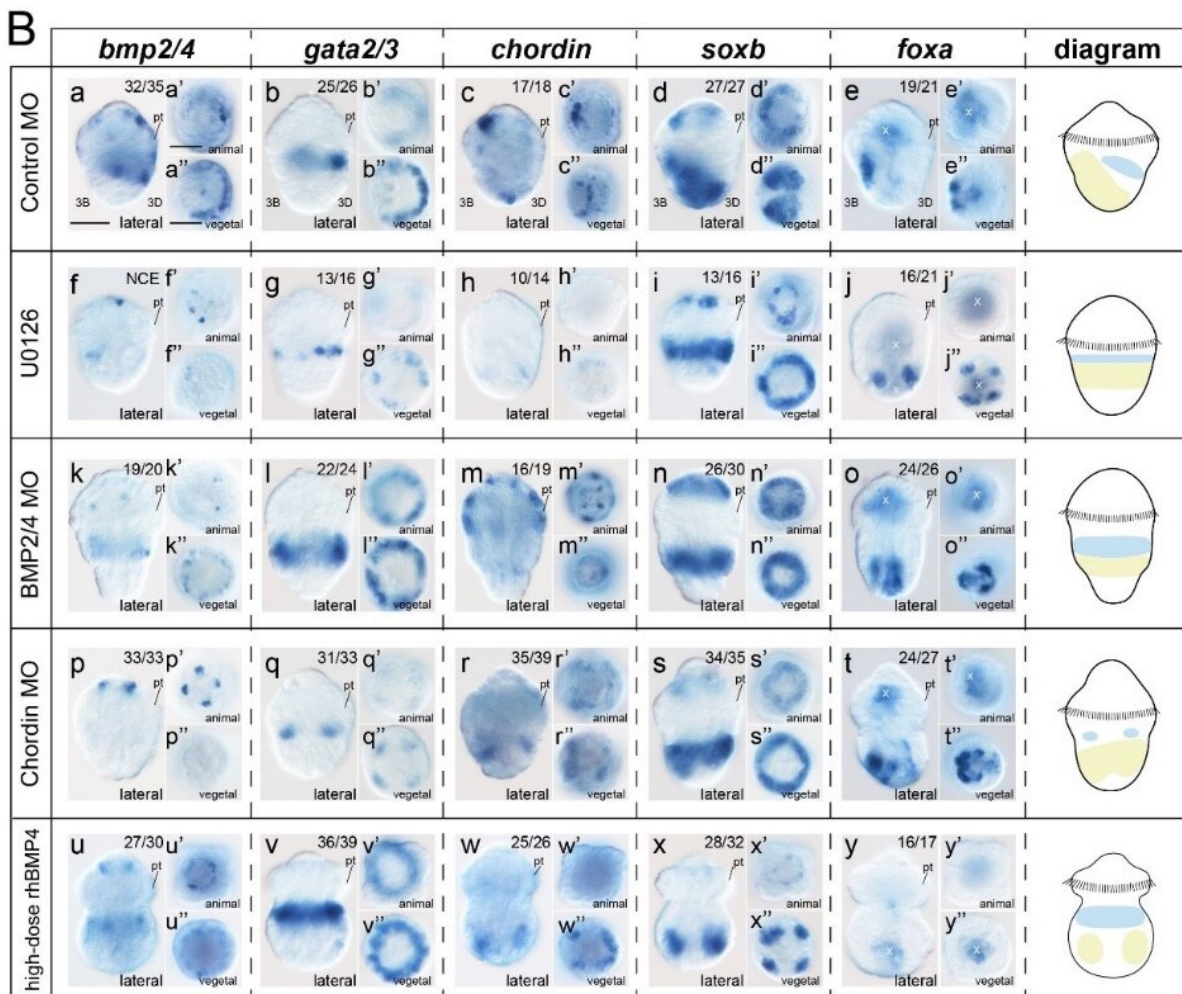 B
bmp2/4 gata2/3 chordin soxb foxa diagram
Control MO
a 32/35 a' pt animal a'' 3B 3D lateral vegetal
b 25/26 b' pt animal b'' 3B 3D lateral vegetal
c 17/18 c' pt animal c'' 3B 3D lateral vegetal
d 27/27 d' pt animal d'' 3B 3D lateral vegetal
e 19/21 e' x pt animal e'' 3B 3D lateral vegetal
U0126
f NCE f' pt animal f'' lateral vegetal
g 13/16 g' pt animal g'' lateral vegetal
h 10/14 h' pt animal h'' lateral vegetal
i 13/16 i' pt animal i'' lateral vegetal
j 16/21 j' x pt x animal j'' x x lateral vegetal
BMP2/4 MO
k 19/20 k' pt animal k'' lateral vegetal
l 22/24 l' pt animal l'' lateral vegetal
m 16/19 m' pt animal m'' lateral vegetal
n 26/30 n' pt animal n'' lateral vegetal
o 24/26 o' x x pt animal o'' lateral vegetal
Chordin MO
p 33/33 p' pt animal p'' lateral vegetal
q 31/33 q' pt animal q'' lateral vegetal
r 35/39 r' pt animal r'' lateral vegetal
s 34/35 s' pt animal s'' lateral vegetal
t 24/27 t' x x pt animal t'' lateral vegetal
high-dose rhBMP4
u 27/30 u' pt animal u'' lateral vegetal
v 36/39 v' pt animal v'' lateral vegetal
w 25/26 w' pt animal w'' lateral vegetal
x 28/32 x' pt animal x'' lateral vegetal
y 16/17 y' pt animal y'' x x lateral vegetal